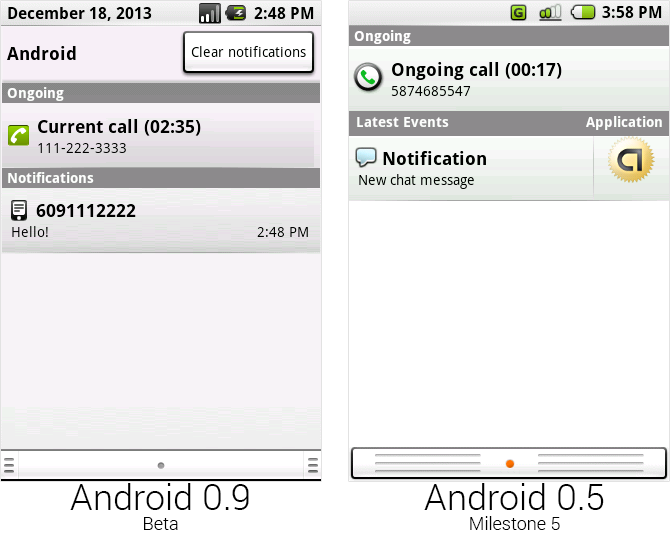 December 18, 2013 2:48 PM
Android Clear notifications
Ongoing
Current call (02:35)
111-222-3333
Notifications
6091112222
Hello! 2:48 PM
Android 0.9
Beta
G 3:58 PM
Ongoing
Ongoing call (00:17)
5874685547
Latest Events Application
Notification
New chat message
Android 0.5
Milestone 5